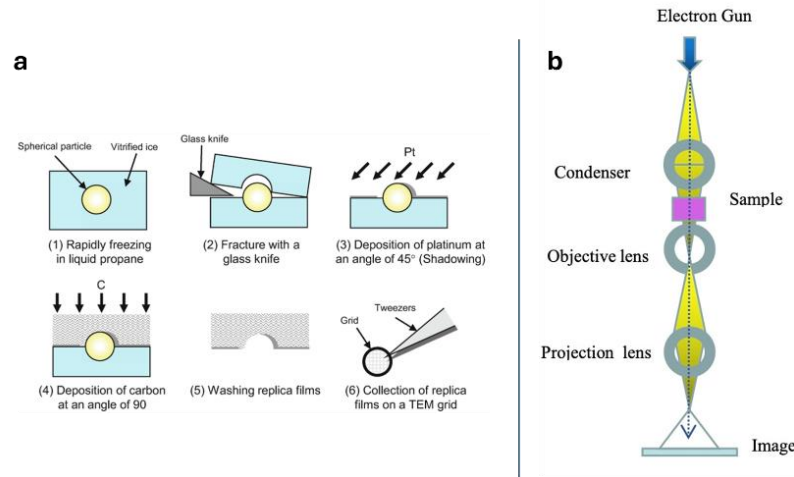 a
Spherical particle
Vitrified ice
(1) Rapidly freezing
in liquid propane
Glass knife
(2) Fracture with a
glass knife
Pt
(3) Deposition of platinum at
an angle of 45° (Shadowing)
C
(4) Deposition of carbon
at an angle of 90
(5) Washing replica films
Grid
Tweezers
(6) Collection of replica
films on a TEM grid
b
Electron Gun
Condenser
Sample
Objective lens
Projection lens
Image